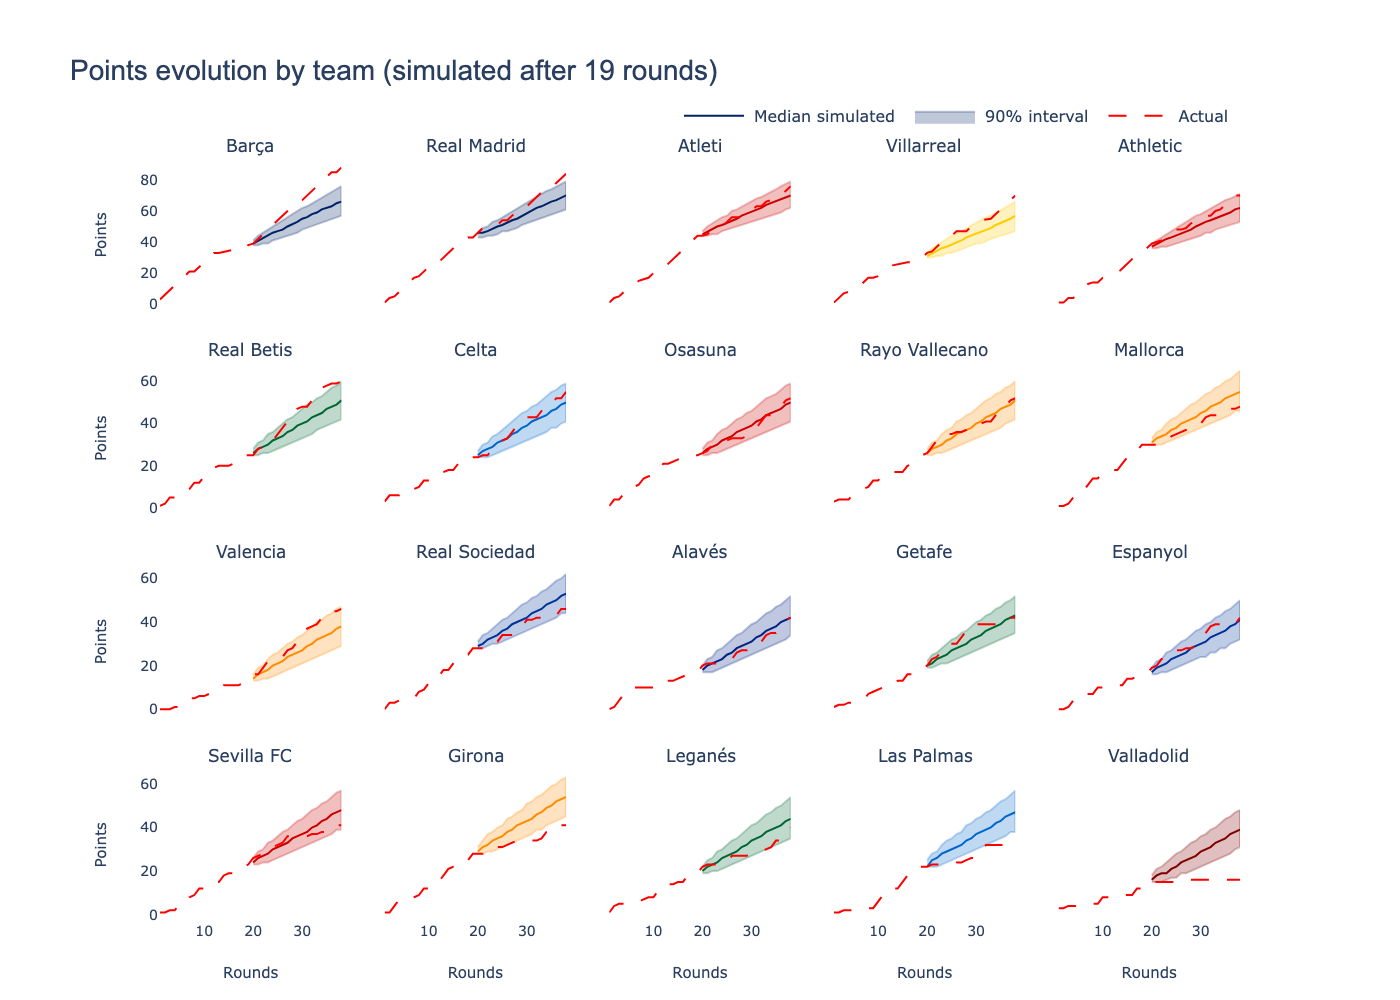 Points evolution by team (simulated after 19 rounds)
Median simulated 90% interval Actual
Barça Real Madrid Atleti Villarreal Athletic
80
60
40
20
0
Points
Real Betis Celta Osasuna Rayo Vallecano Mallorca
60
40
20
0
Points
Valencia Real Sociedad Alavés Getafe Espanyol
60
40
20
0
Points
Sevilla FC Girona Leganés Las Palmas Valladolid
60
40
20
0
Points
10 20 30 10 20 30 10 20 30 10 20 30 10 20 30
Rounds Rounds Rounds Rounds Rounds